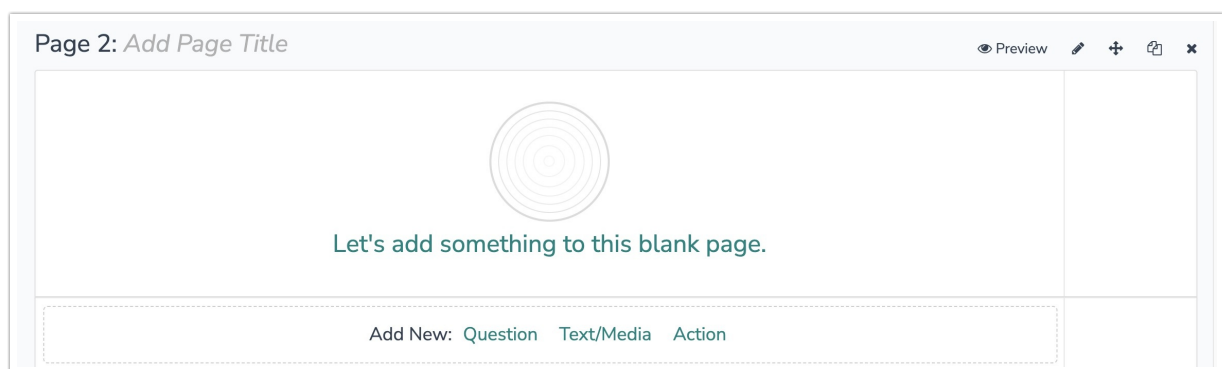 Page 2: Add Page Title
Preview
Let's add something to this blank page.
Add New: Question Text/Media Action